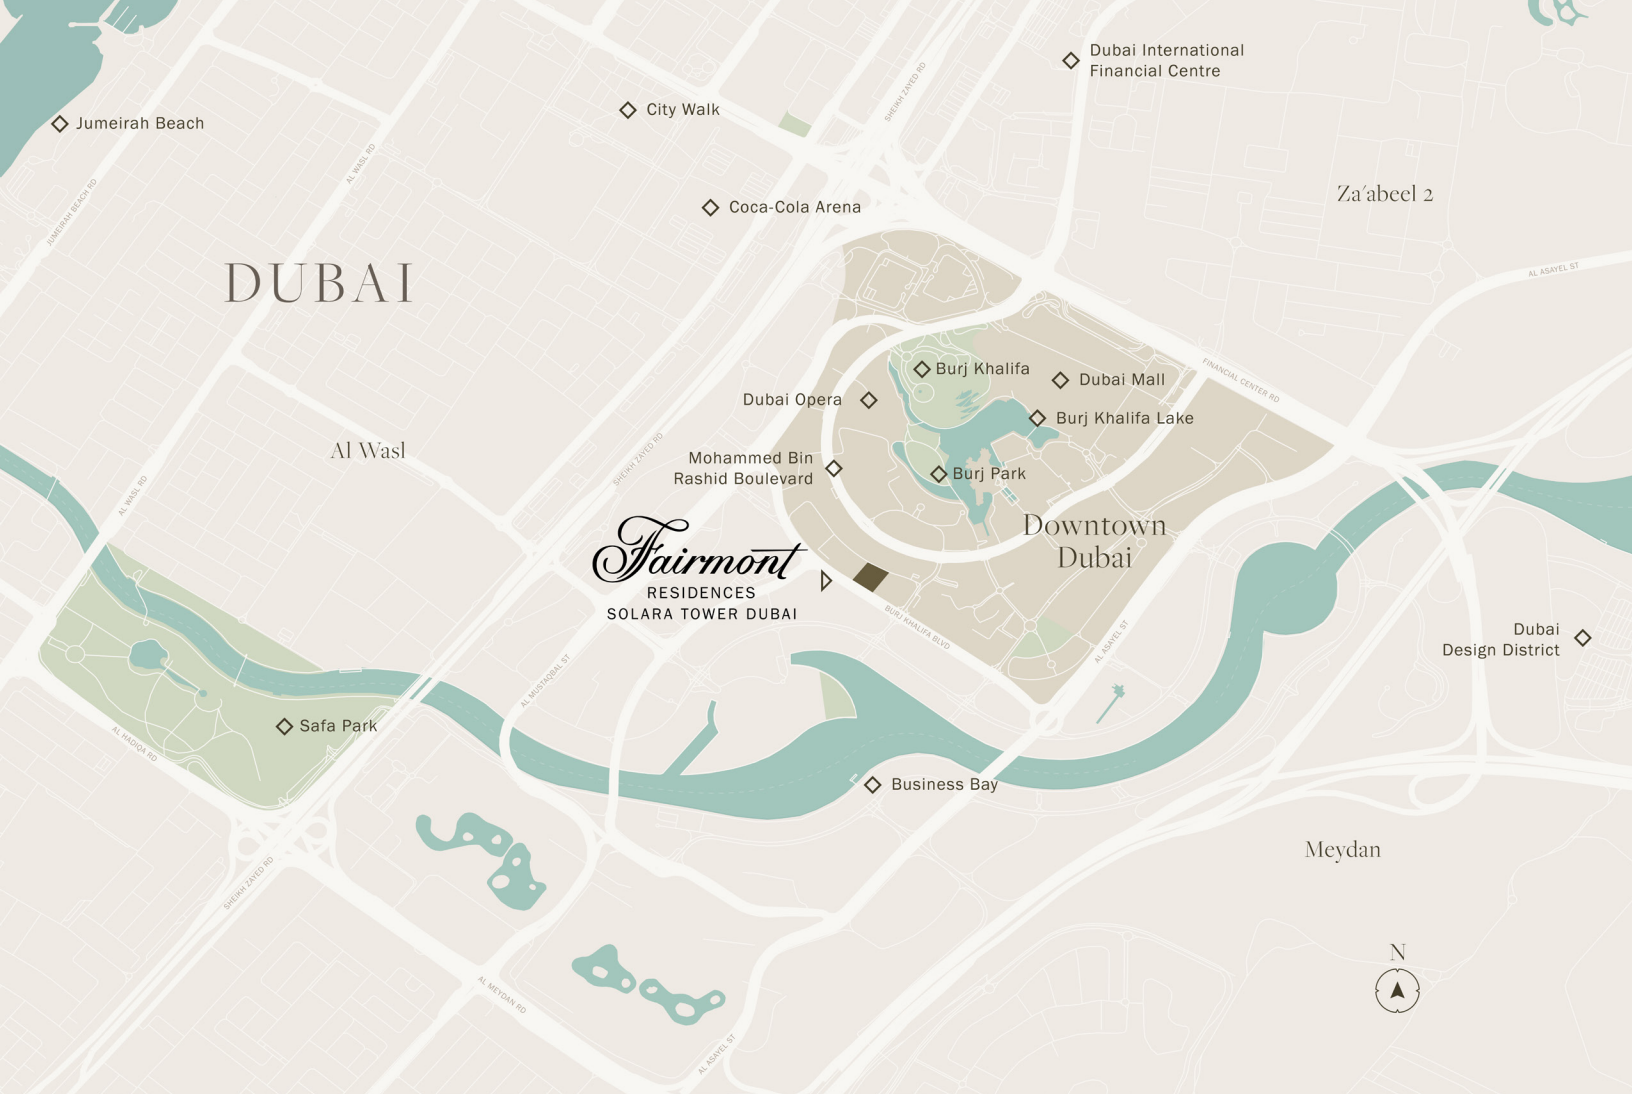 Dubai International
Financial Centre
City Walk
Jumeirah Beach
SHEIKH ZAYED RD
AL WASL RD
JUMEIRAH BEACH RD
Coca-Cola Arena
Za'abeel 2
DUBAI
AL ASAYEL ST
FINANCIAL CENTER RD
Burj Khalifa
Dubai Mall
Dubai Opera
Burj Khalifa Lake
Al Wasl
SHEIKH ZAYED RD
Mohammed Bin
Rashid Boulevard
Burj Park
AL WASL RD
Downtown
Dubai
Fairmont
RESIDENCES
SOLARA TOWER DUBAI
BURJ KHALIFA BLVD
AL ASAYEL ST
Dubai
Design District
AL MUSTAQBAL ST
Safa Park
AL HADIQA RD
Business Bay
Meydan
SHEIKH ZAYED RD
N
AL MEYDAN RD
AL ASAYEL ST